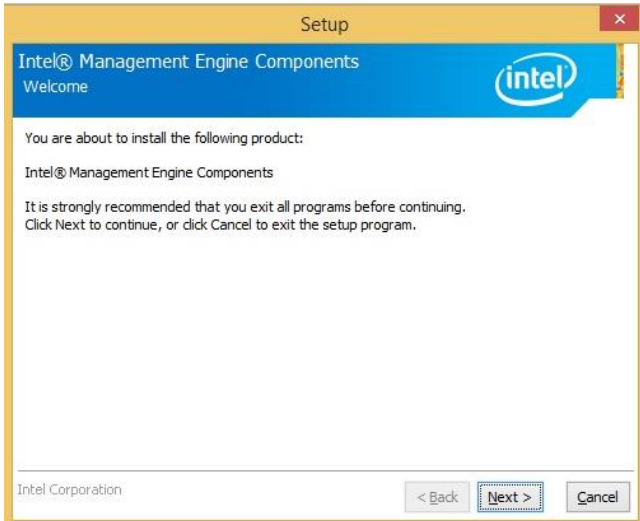 Setup
Intel® Management Engine Components
Welcome
intel
You are about to install the following product:
Intel® Management Engine Components
It is strongly recommended that you exit all programs before continuing.
Click Next to continue, or click Cancel to exit the setup program.
Intel Corporation
< Back Next > Cancel